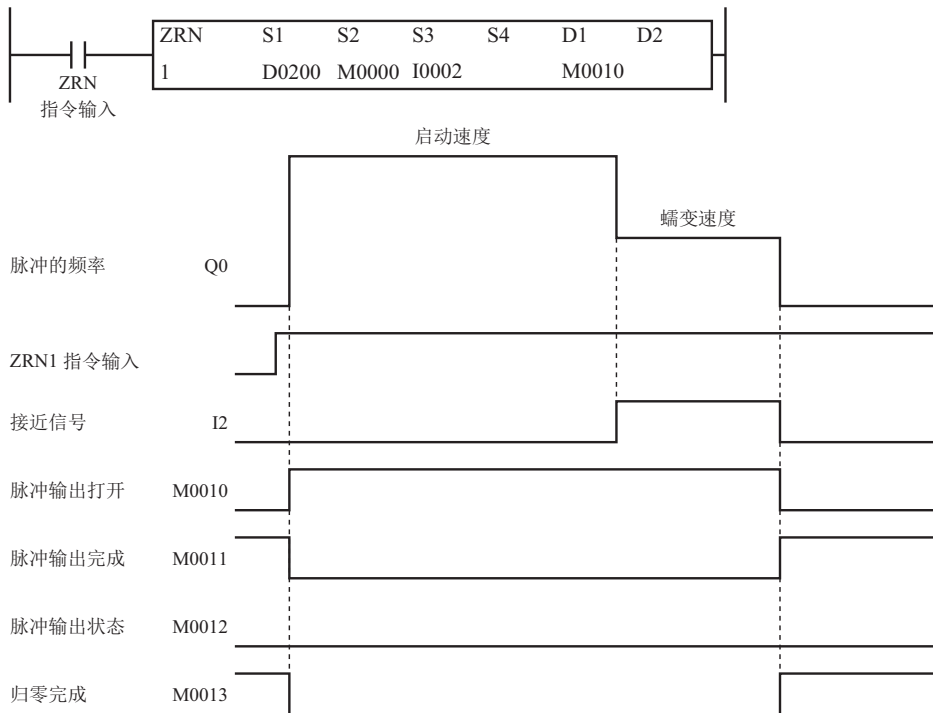 ZRN S1 S2 S3 S4 D1 D2
1 D0200 M0000 I0002 M0010
ZRN
指令输入
启动速度
蠕变速度
脉冲的频率 Q0
ZRN1 指令输入
接近信号 I2
脉冲输出打开 M0010
脉冲输出完成 M0011
脉冲输出状态 M0012
归零完成 M0013